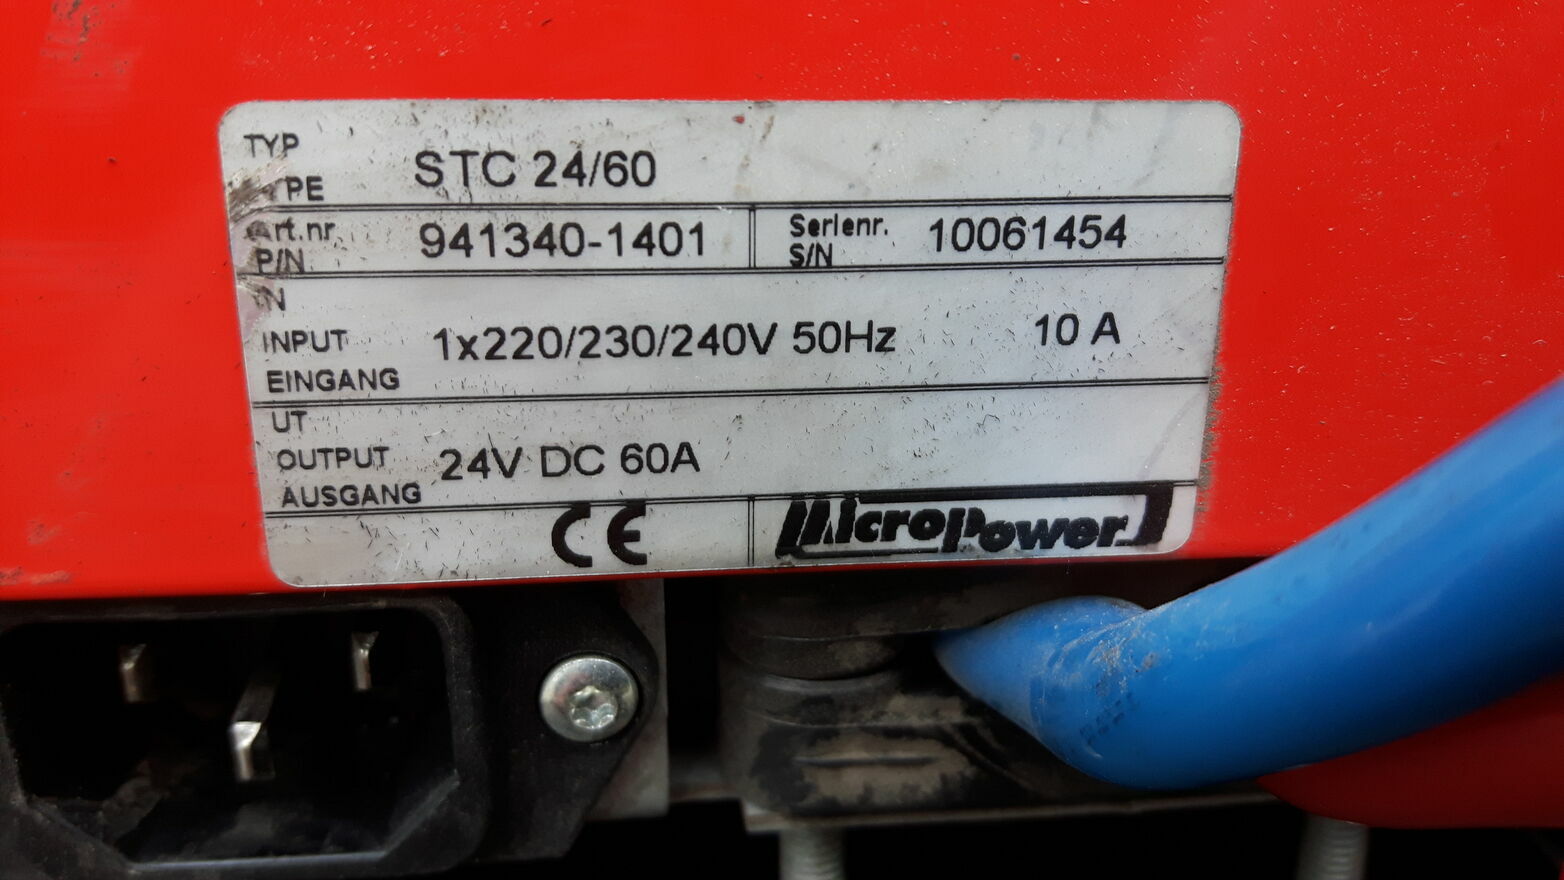 TYP
TYPE STC 24/60
Art.nr. P/N 941340-1401 Serienr. S/N 10061454
IN
INPUT 1x220/230/240V 50Hz 10 A
EINGANG
UT
OUTPUT 24V DC 60A
AUSGANG
CE MicroPower